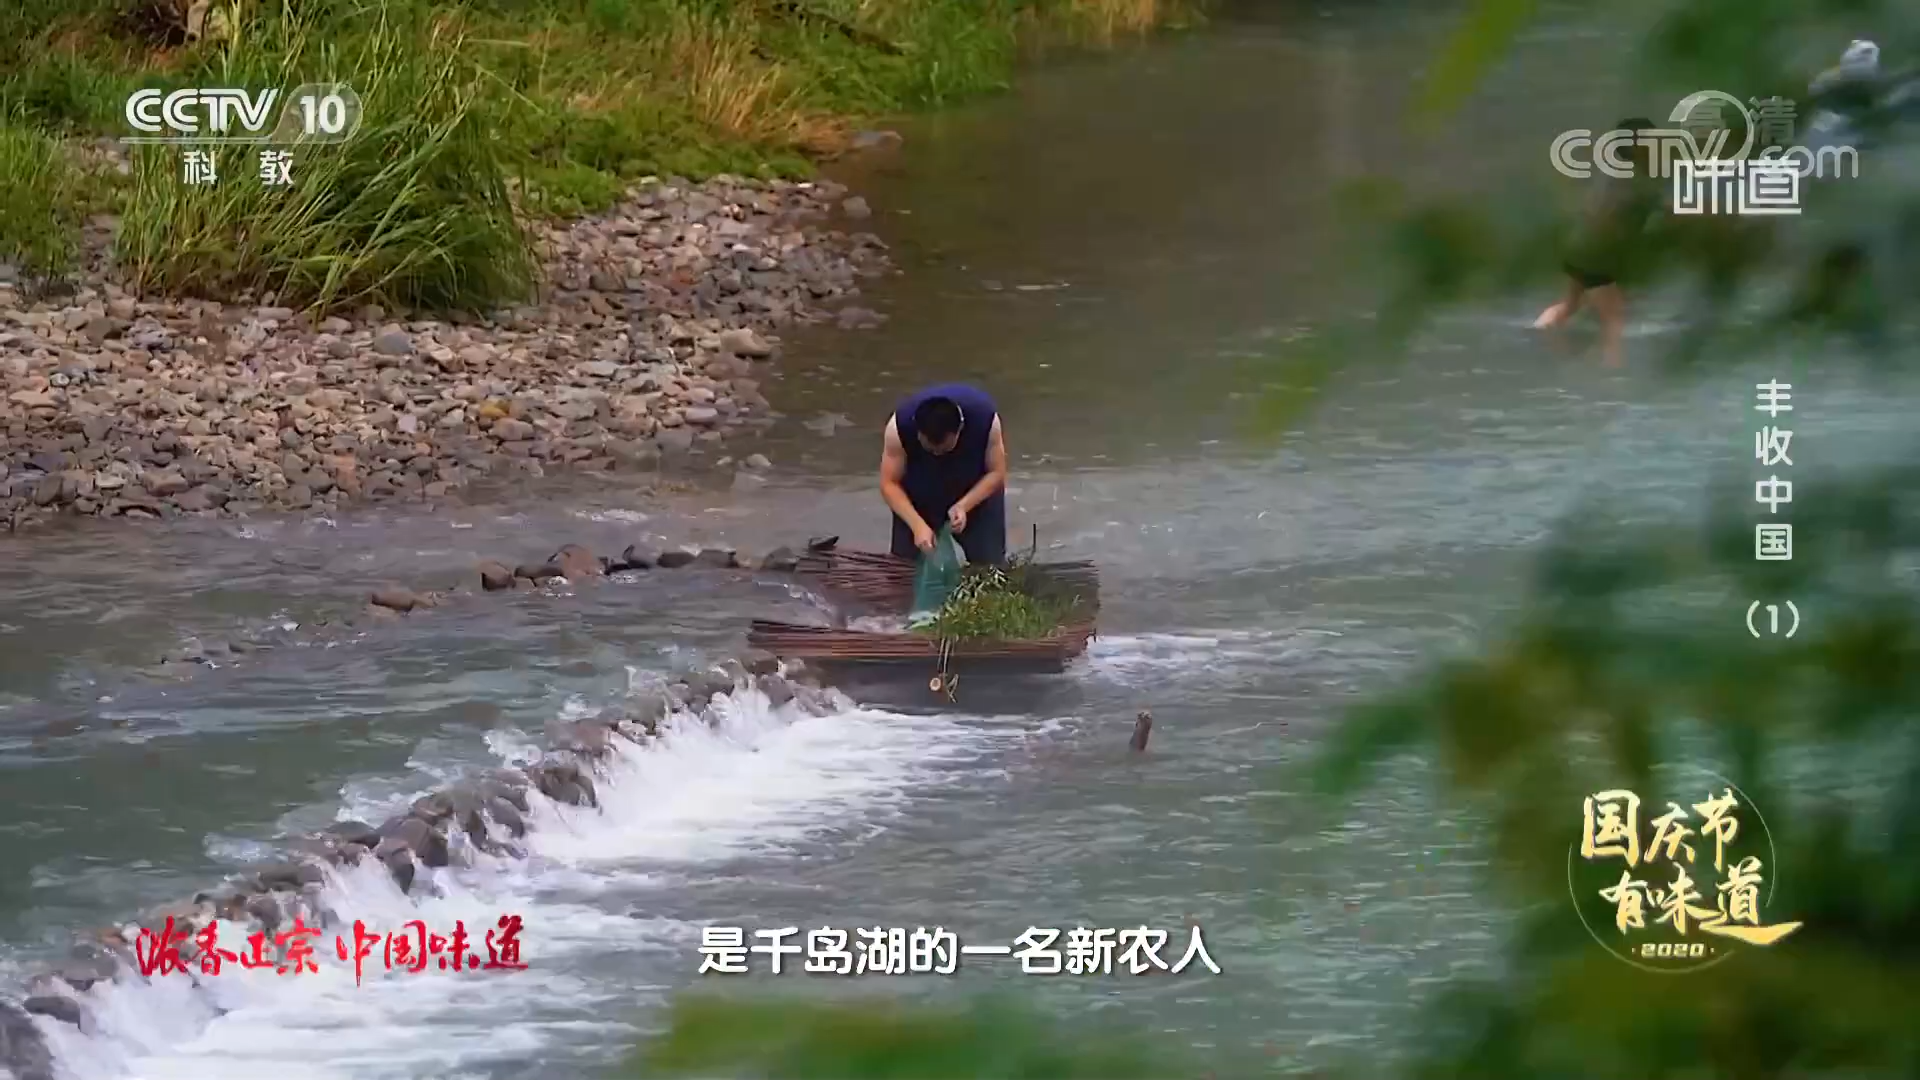 CCTV 10
科 教
高清
CCTV.com
味道
丰收中国(1)
国庆节
有味道
·2020·
浓香正宗 中国味道
是千岛湖的一名新农人